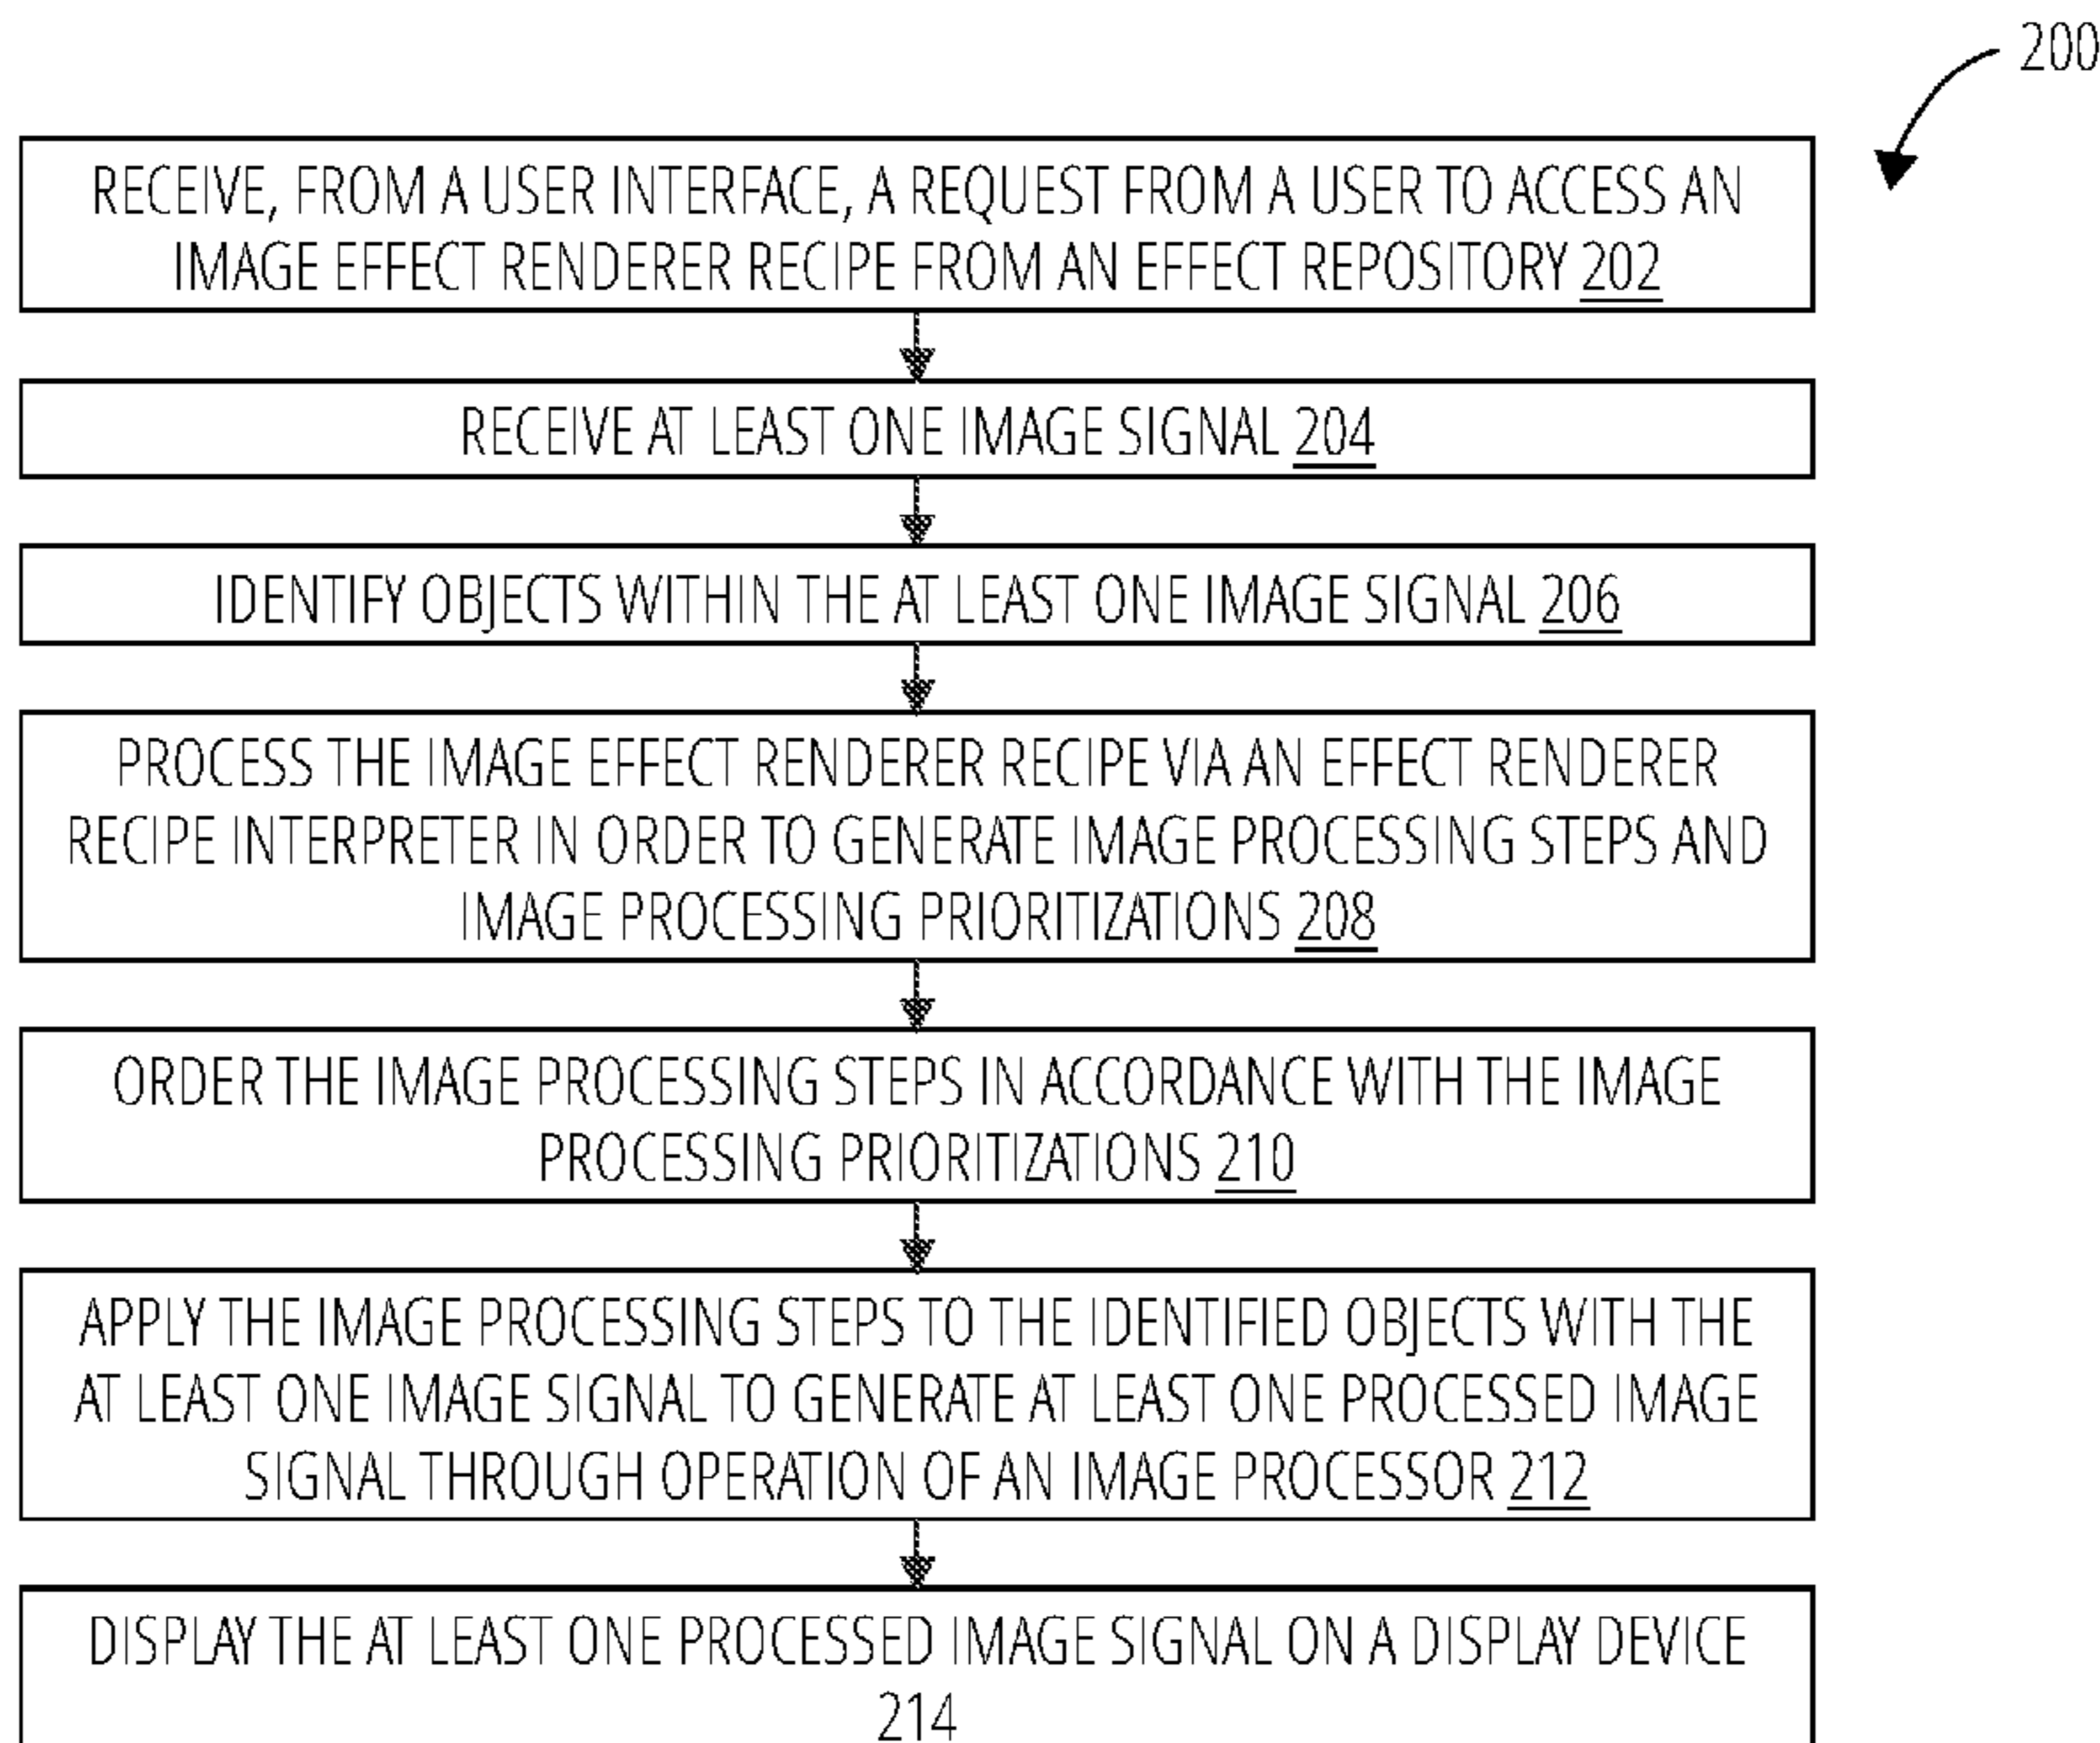 200
RECEIVE, FROM A USER INTERFACE, A REQUEST FROM A USER TO ACCESS AN
IMAGE EFFECT RENDERER RECIPE FROM AN EFFECT REPOSITORY 202
RECEIVE AT LEAST ONE IMAGE SIGNAL 204
IDENTIFY OBJECTS WITHIN THE AT LEAST ONE IMAGE SIGNAL 206
PROCESS THE IMAGE EFFECT RENDERER RECIPE VIA AN EFFECT RENDERER
RECIPE INTERPRETER IN ORDER TO GENERATE IMAGE PROCESSING STEPS AND
IMAGE PROCESSING PRIORITIZATIONS 208
ORDER THE IMAGE PROCESSING STEPS IN ACCORDANCE WITH THE IMAGE
PROCESSING PRIORITIZATIONS 210
APPLY THE IMAGE PROCESSING STEPS TO THE IDENTIFIED OBJECTS WITH THE
AT LEAST ONE IMAGE SIGNAL TO GENERATE AT LEAST ONE PROCESSED IMAGE
SIGNAL THROUGH OPERATION OF AN IMAGE PROCESSOR 212
DISPLAY THE AT LEAST ONE PROCESSED IMAGE SIGNAL ON A DISPLAY DEVICE
214